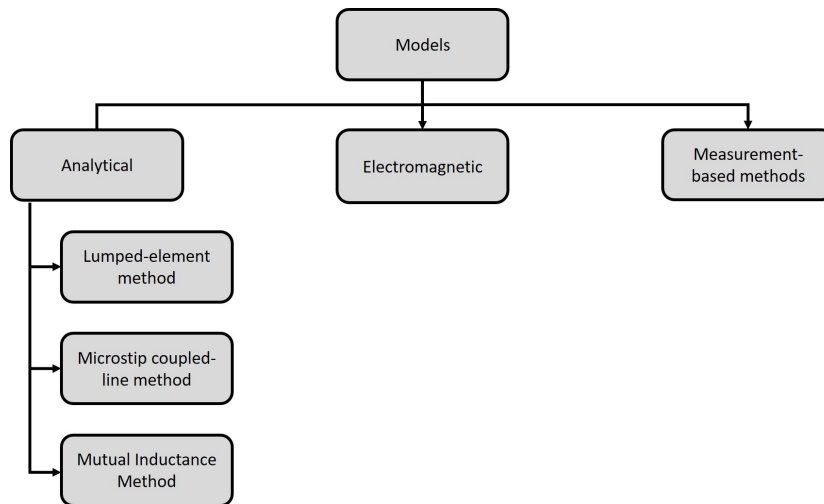 Models
Analytical
Electromagnetic
Measurement-
based methods
Lumped-element
method
Microstip coupled-
line method
Mutual Inductance
Method